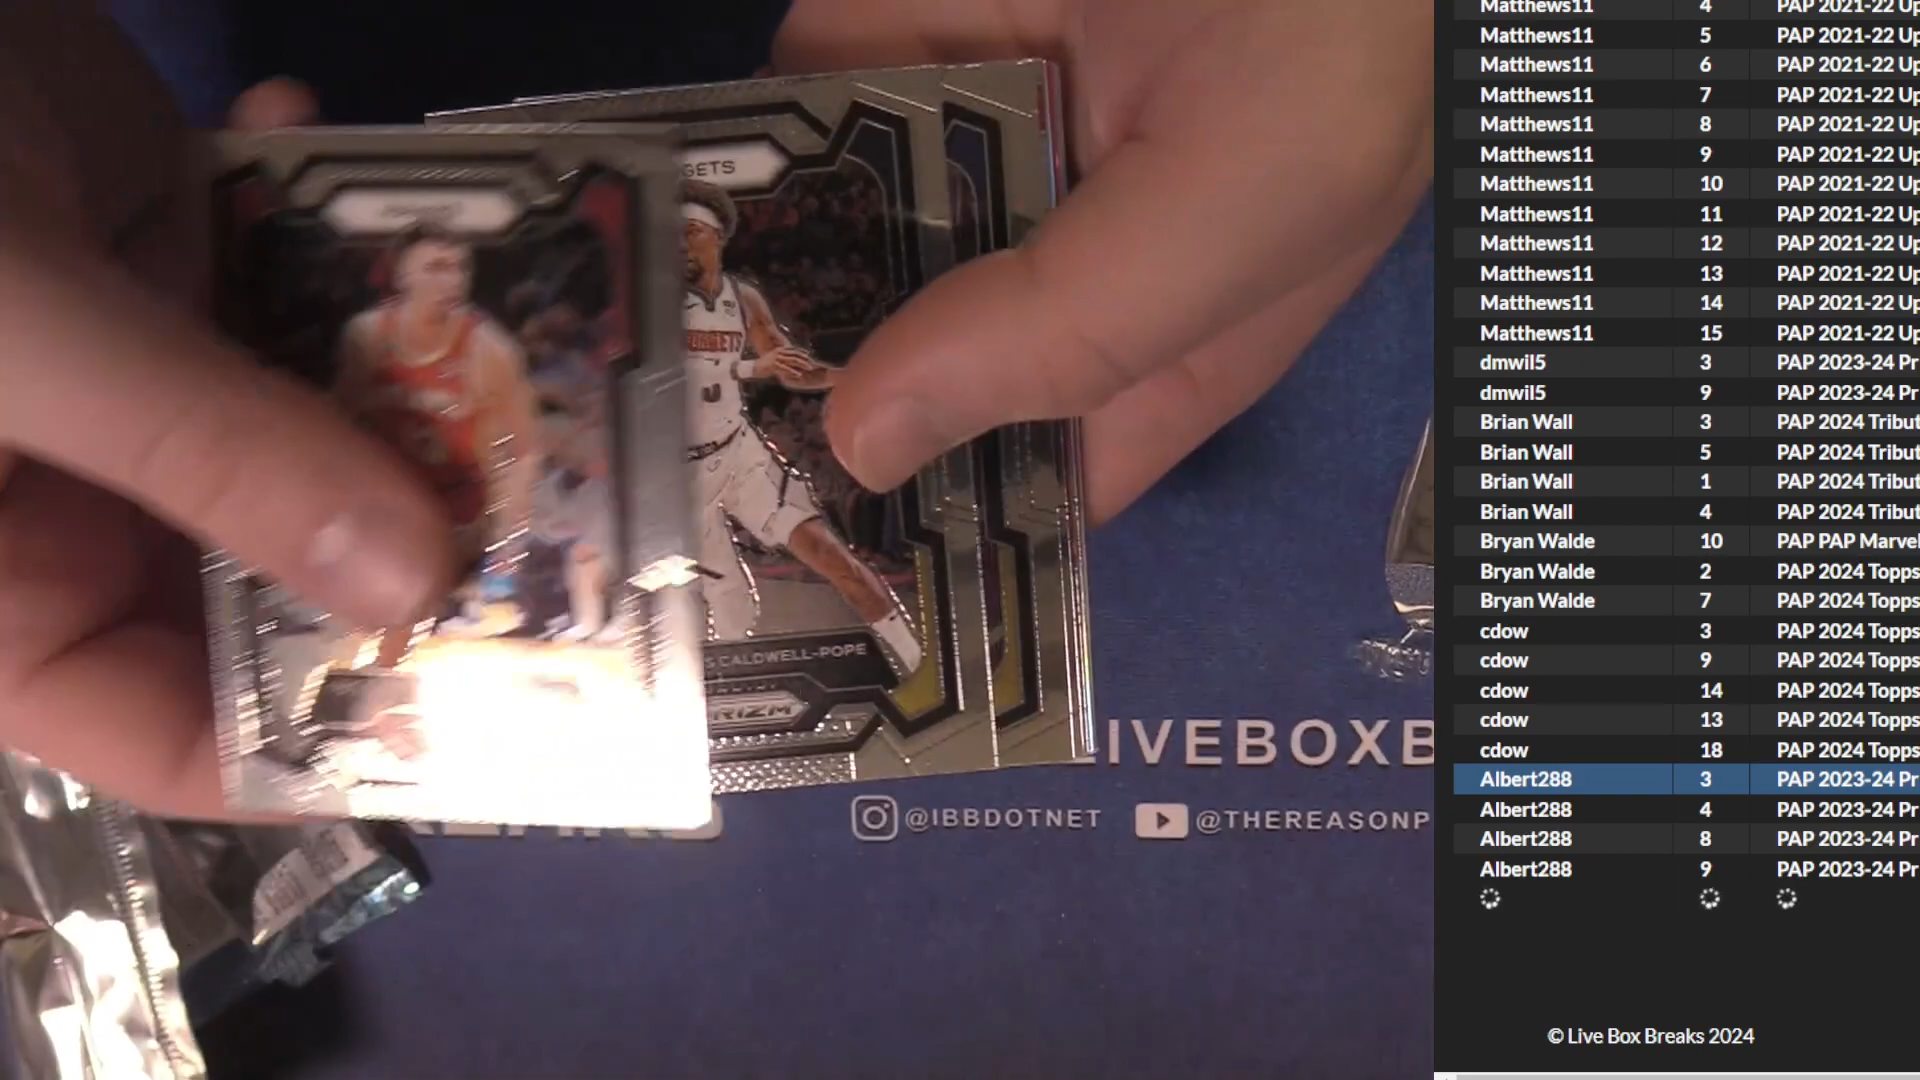 GETS
NUGGETS
S CALDWELL-POPE
PRIZM
IVEBOXB
@IBBDOTNET
@THEREASONP
Matthews11 4 PAP 2021-22 Up
Matthews11 5 PAP 2021-22 Up
Matthews11 6 PAP 2021-22 Up
Matthews11 7 PAP 2021-22 Up
Matthews11 8 PAP 2021-22 Up
Matthews11 9 PAP 2021-22 Up
Matthews11 10 PAP 2021-22 Up
Matthews11 11 PAP 2021-22 Up
Matthews11 12 PAP 2021-22 Up
Matthews11 13 PAP 2021-22 Up
Matthews11 14 PAP 2021-22 Up
Matthews11 15 PAP 2021-22 Up
dmwil5 3 PAP 2023-24 Pr
dmwil5 9 PAP 2023-24 Pr
Brian Wall 3 PAP 2024 Tribut
Brian Wall 5 PAP 2024 Tribut
Brian Wall 1 PAP 2024 Tribut
Brian Wall 4 PAP 2024 Tribut
Bryan Walde 10 PAP PAP Marvel
Bryan Walde 2 PAP 2024 Topps
Bryan Walde 7 PAP 2024 Topps
cdow 3 PAP 2024 Topps
cdow 9 PAP 2024 Topps
cdow 14 PAP 2024 Topps
cdow 13 PAP 2024 Topps
cdow 18 PAP 2024 Topps
Albert288 3 PAP 2023-24 Pr
Albert288 4 PAP 2023-24 Pr
Albert288 8 PAP 2023-24 Pr
Albert288 9 PAP 2023-24 Pr
© Live Box Breaks 2024